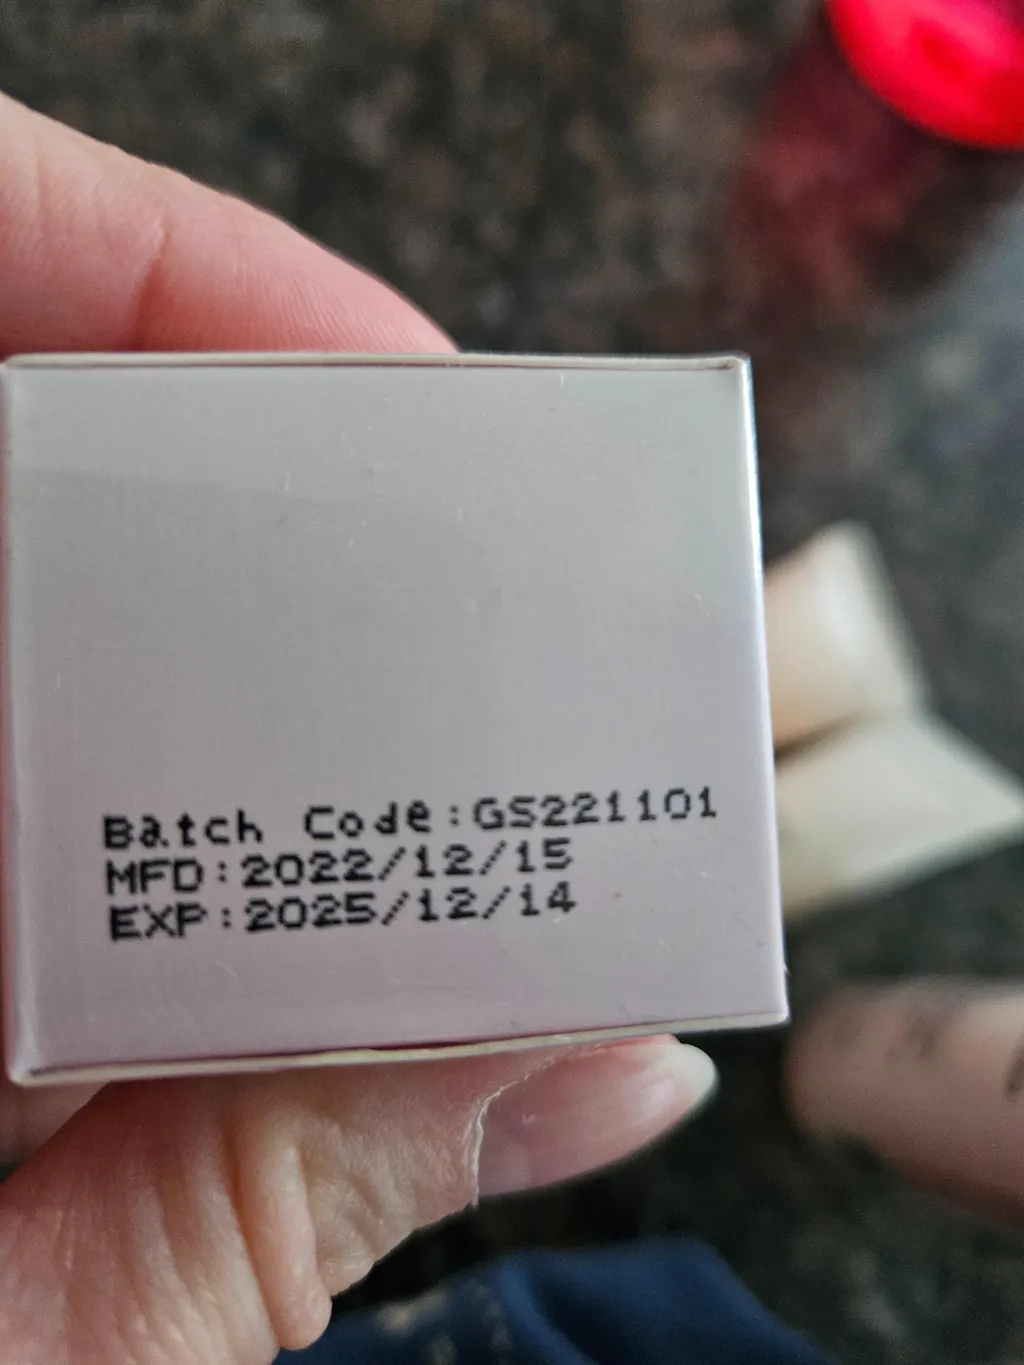 Batch Code:GS221101
MFD:2022/12/15
EXP:2025/12/14